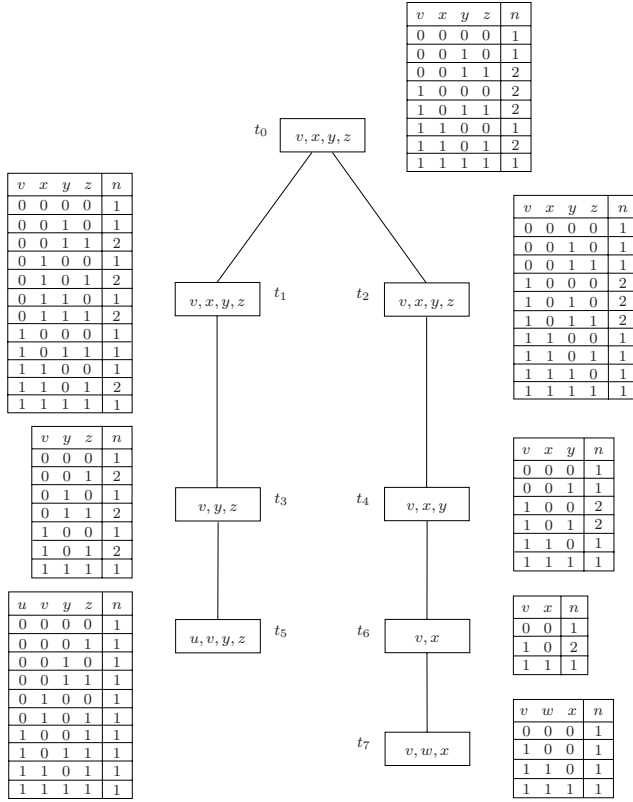 v x y z n
0 0 0 0 1
0 0 1 0 1
0 0 1 1 2
1 0 0 0 2
1 0 1 1 2
1 1 0 0 1
1 1 0 1 2
1 1 1 1 1
t0 v, x, y, z
v x y z n
0 0 0 0 1
0 0 1 0 1
0 0 1 1 2
0 1 0 0 1
0 1 0 1 2
0 1 1 0 1
0 1 1 1 2
1 0 0 0 1
1 0 1 1 1
1 1 0 0 1
1 1 0 1 2
1 1 1 1 1
v, x, y, z t1
t2 v, x, y, z
v x y z n
0 0 0 0 1
0 0 1 0 1
0 0 1 1 1
1 0 0 0 2
1 0 1 0 2
1 0 1 1 2
1 1 0 0 1
1 1 0 1 1
1 1 1 0 1
1 1 1 1 1
v y z n
0 0 0 1
0 0 1 2
0 1 0 1
0 1 1 2
1 0 0 1
1 0 1 2
1 1 1 1
v, y, z t3
t4 v, x, y
v x y n
0 0 0 1
0 0 1 1
1 0 0 2
1 0 1 2
1 1 0 1
1 1 1 1
u v y z n
0 0 0 0 1
0 0 0 1 1
0 0 1 0 1
0 0 1 1 1
0 1 0 0 1
0 1 0 1 1
1 0 0 1 1
1 0 1 1 1
1 1 0 1 1
1 1 1 1 1
u, v, y, z t5
t6 v, x
v x n
0 0 1
1 0 2
1 1 1
t7 v, w, x
v w x n
0 0 0 1
1 0 0 1
1 1 0 1
1 1 1 1